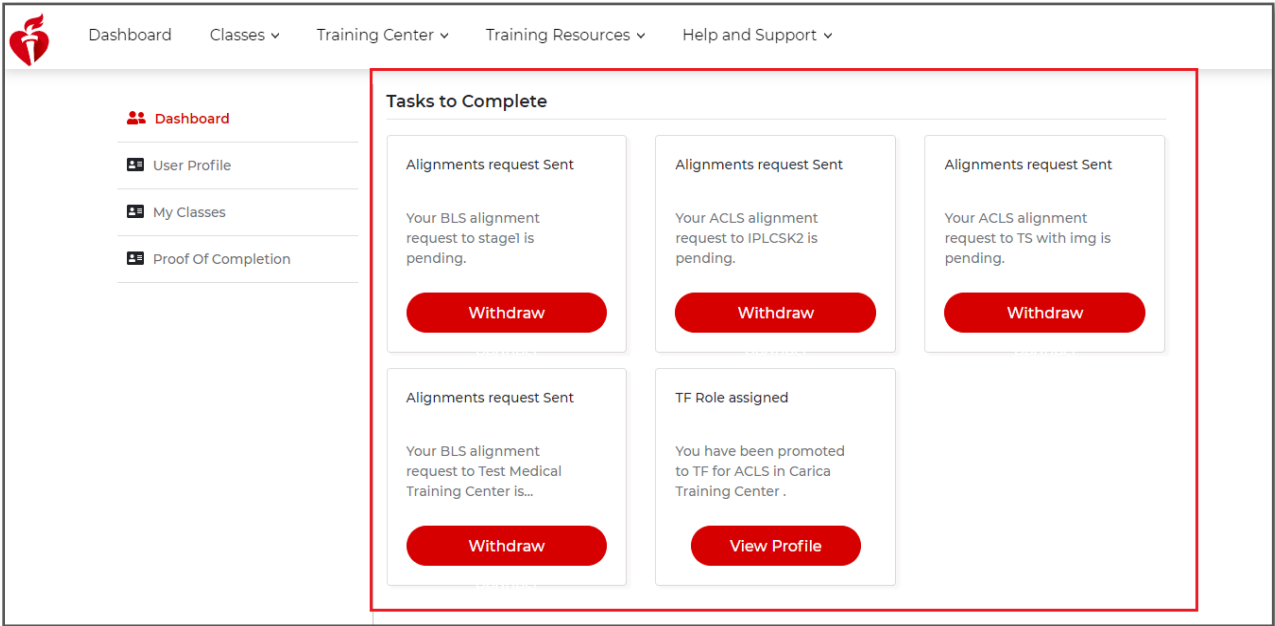 Dashboard Classes Training Center Training Resources Help and Support
Dashboard
User Profile
My Classes
Proof Of Completion
Tasks to Complete
Alignments request Sent
Your BLS alignment
request to stage1 is
pending.
Withdraw
Alignments request Sent
Your ACLS alignment
request to IPLCSK2 is
pending.
Withdraw
Alignments request Sent
Your ACLS alignment
request to TS with img is
pending.
Withdraw
Alignments request Sent
Your BLS alignment
request to Test Medical
Training Center is...
Withdraw
TF Role assigned
You have been promoted
to TF for ACLS in Carica
Training Center .
View Profile